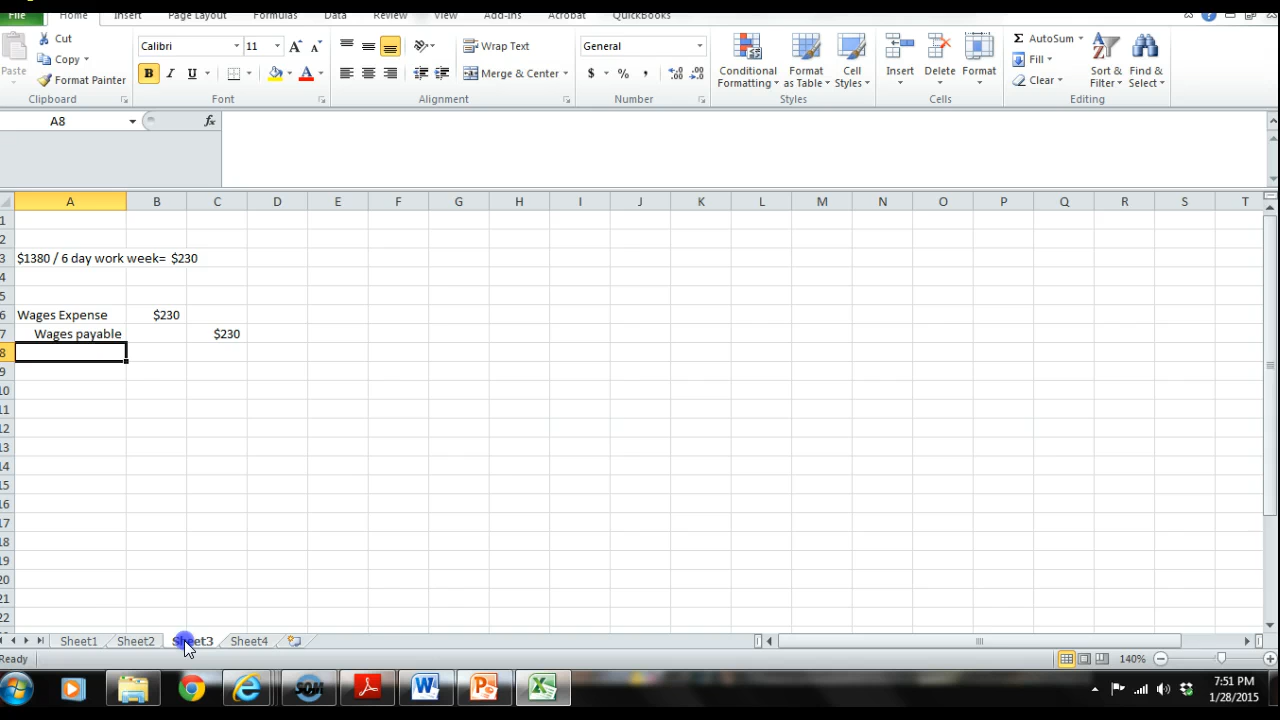 File Home Insert Page Layout Formulas Data Review View Add-Ins Acrobat QuickBooks
Paste
Cut
Copy
Format Painter
Clipboard
Calibri 11
B I U
Font
Wrap Text
Merge & Center
Alignment
General
$ % ,
Number
Conditional Formatting
Format as Table
Cell Styles
Styles
Insert Delete Format
Cells
Σ AutoSum
Fill
Clear
Sort & Filter
Find & Select
Editing
A8 fx
A B C D E F G H I J K L M N O P Q R S T
1
2
3 $1380 / 6 day work week= $230
4
5
6 Wages Expense $230
7 Wages payable $230
8
9
10
11
12
13
14
15
16
17
18
19
20
21
22
Sheet1 Sheet2 Sheet3 Sheet4
Ready 140%
7:51 PM
1/28/2015